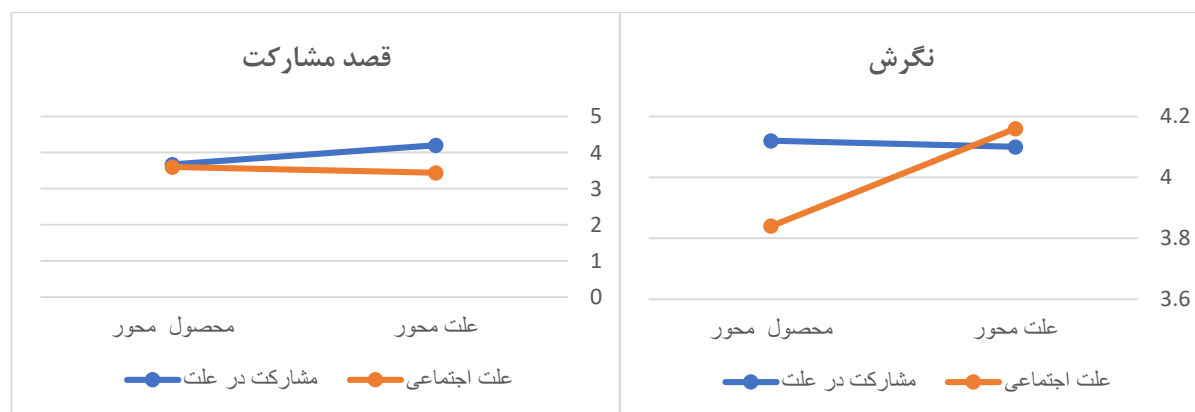 نگرش
4.2
4
3.8
3.6
علت محور
محصول محور
علت اجتماعی
مشارکت در علت
قصد مشارکت
5
4
3
2
1
0
علت محور
محصول محور
علت اجتماعی
مشارکت در علت